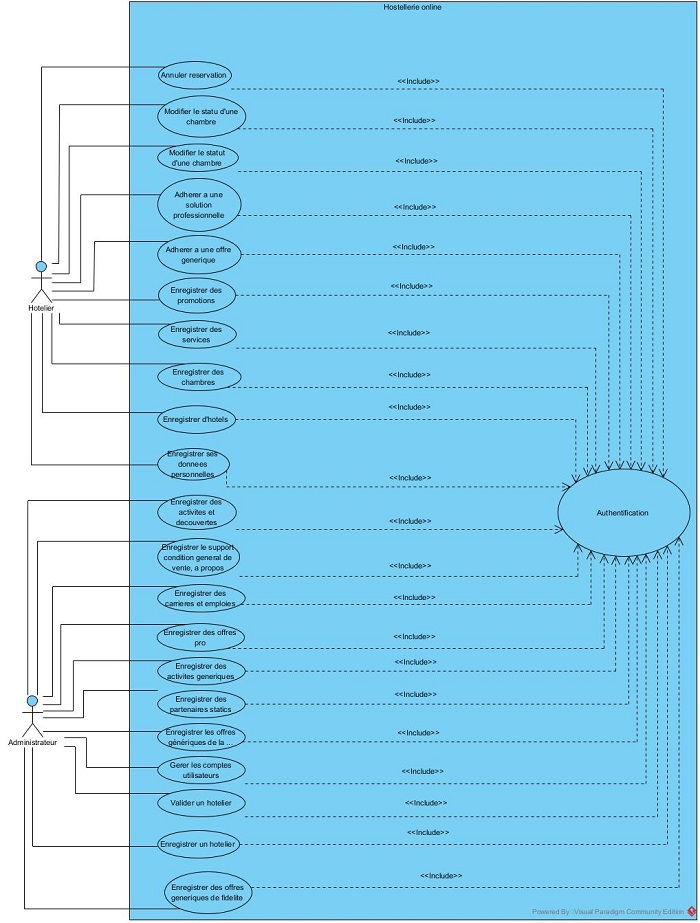 Hostellerie online
Annuler reservation
<<Include>>
Modifier le statu d'une
chambre
<<Include>>
Modifier le statut
d'une chambre
<<Include>>
Adherer a une
solution
professionnelle
<<Include>>
Adherer a une offre
generique
<<Include>>
Hotelier
Enregistrer des
promotions
<<Include>>
Enregistrer des
services
<<Include>>
Enregistrer des
chambres
<<Include>>
Enregistrer d'hotels
<<Include>>
Enregistrer ses
donnees
personnelles
<<Include>>
Authentification
Enregistrer des
activites et
decouvertes
<<Include>>
Enregistrer le support
condition general de
vente, a propos
<<Include>>
Enregistrer des
carrieres et emploies
<<Include>>
Enregistrer des offres
pro
<<Include>>
Enregistrer des
activites generiques
<<Include>>
Enregistrer des
partenaires statics
<<Include>>
Administrateur
Enregistrer les offres
génériques de la ...
<<Include>>
Gerer les comptes
utilisateurs
<<Include>>
Valider un hotelier
<<Include>>
Enregistrer un hotelier
<<Include>>
Enregistrer des offres
generiques de fidelite
<<Include>>
Powered By Visual Paradigm Community Edition